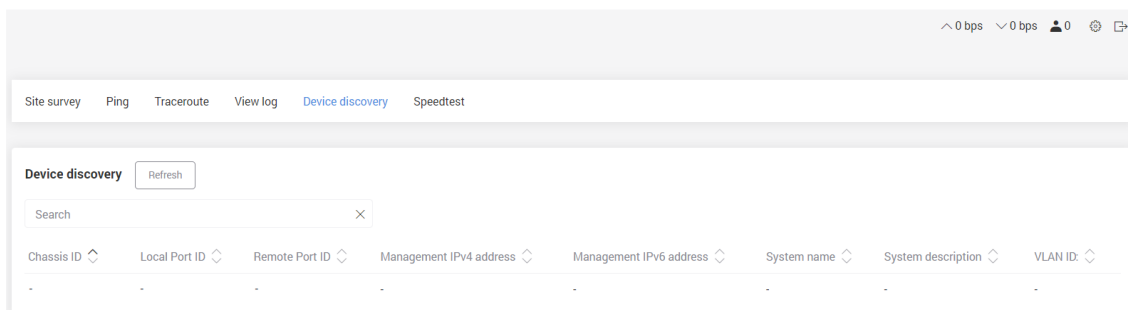 0 bps 0 bps 0
Site survey Ping Traceroute View log Device discovery Speedtest
Device discovery Refresh
Search
Chassis ID Local Port ID Remote Port ID Management IPv4 address Management IPv6 address System name System description VLAN ID:
- - - - - - - -